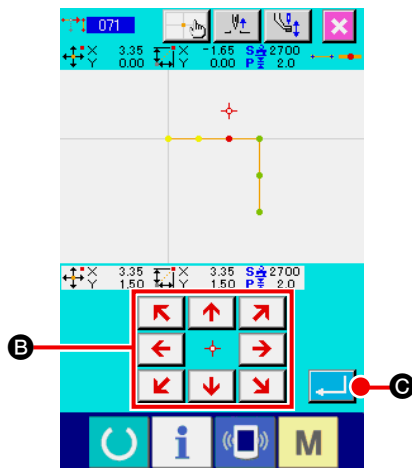 071
X 3.35 X -1.65 S 2700
Y 0.00 Y 0.00 P 2.0
X 3.35 X 3.35 S 2700
Y 1.50 Y 1.50 P 2.0
B
C
i M